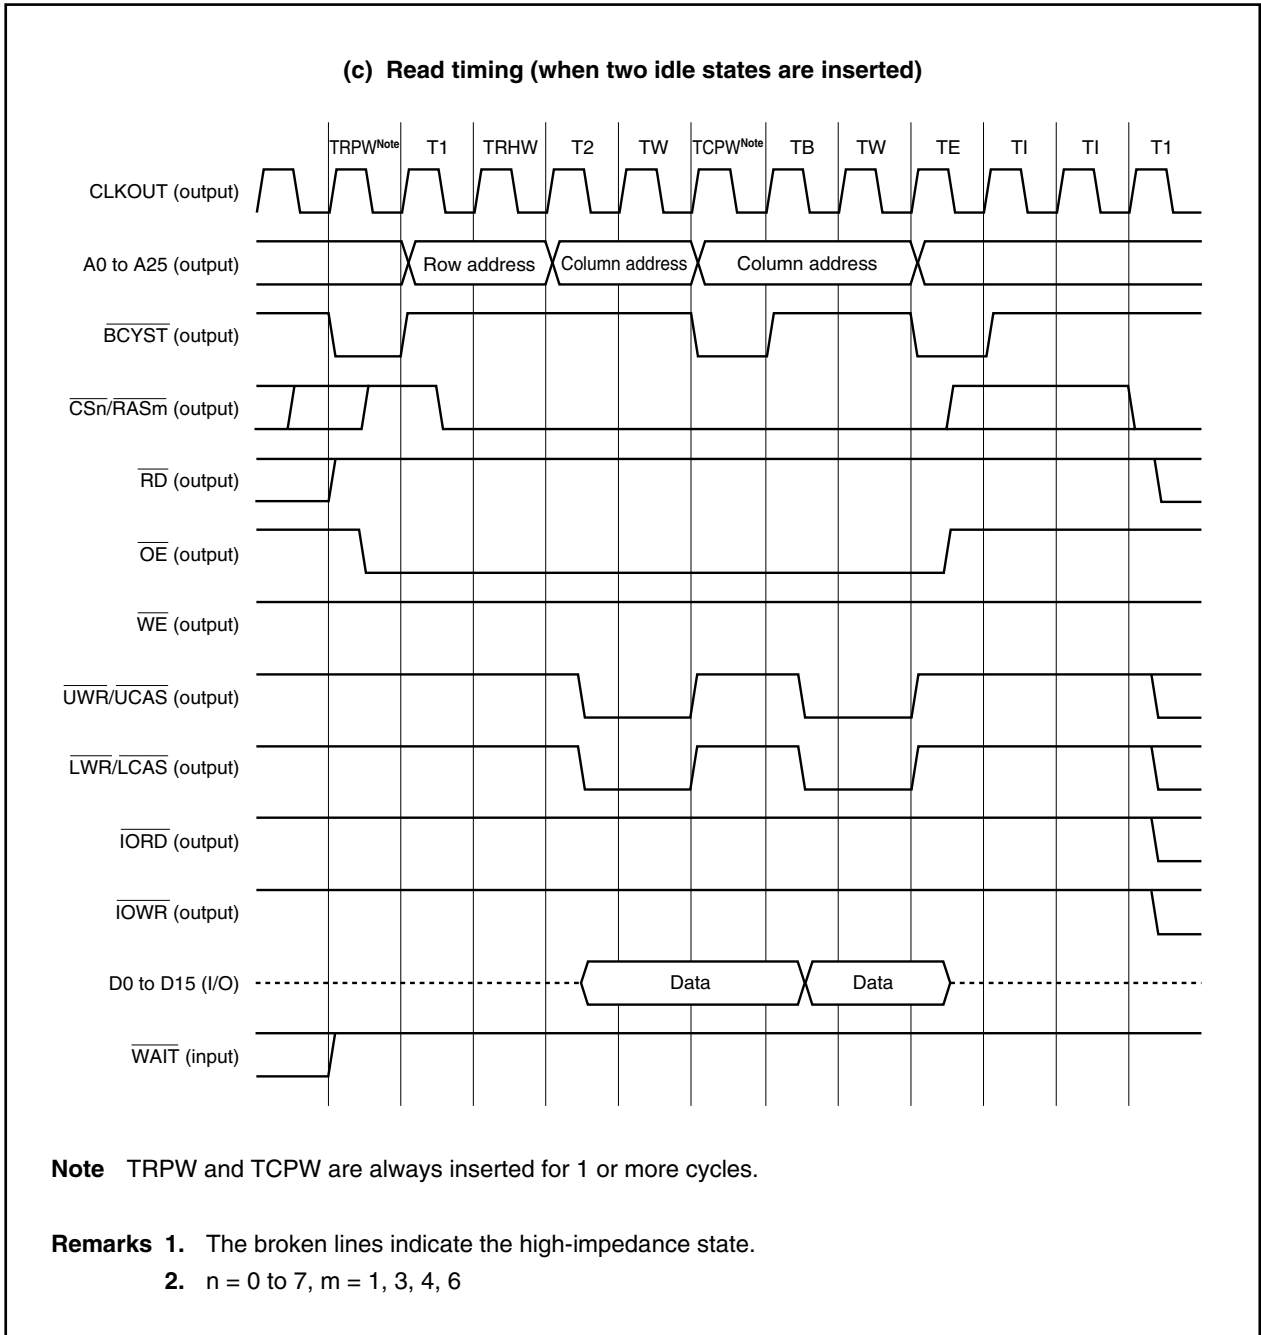 (c) Read timing (when two idle states are inserted)
TRPWNote T1 TRHW T2 TW TCPWNote TB TW TE TI TI T1
CLKOUT (output)
A0 to A25 (output) Row address Column address Column address
BCYST (output)
CSn/RASm (output)
RD (output)
OE (output)
WE (output)
UWR/UCAS (output)
LWR/LCAS (output)
IORD (output)
IOWR (output)
D0 to D15 (I/O) Data Data
WAIT (input)
Note TRPW and TCPW are always inserted for 1 or more cycles.
Remarks 1. The broken lines indicate the high-impedance state.
2. n = 0 to 7, m = 1, 3, 4, 6